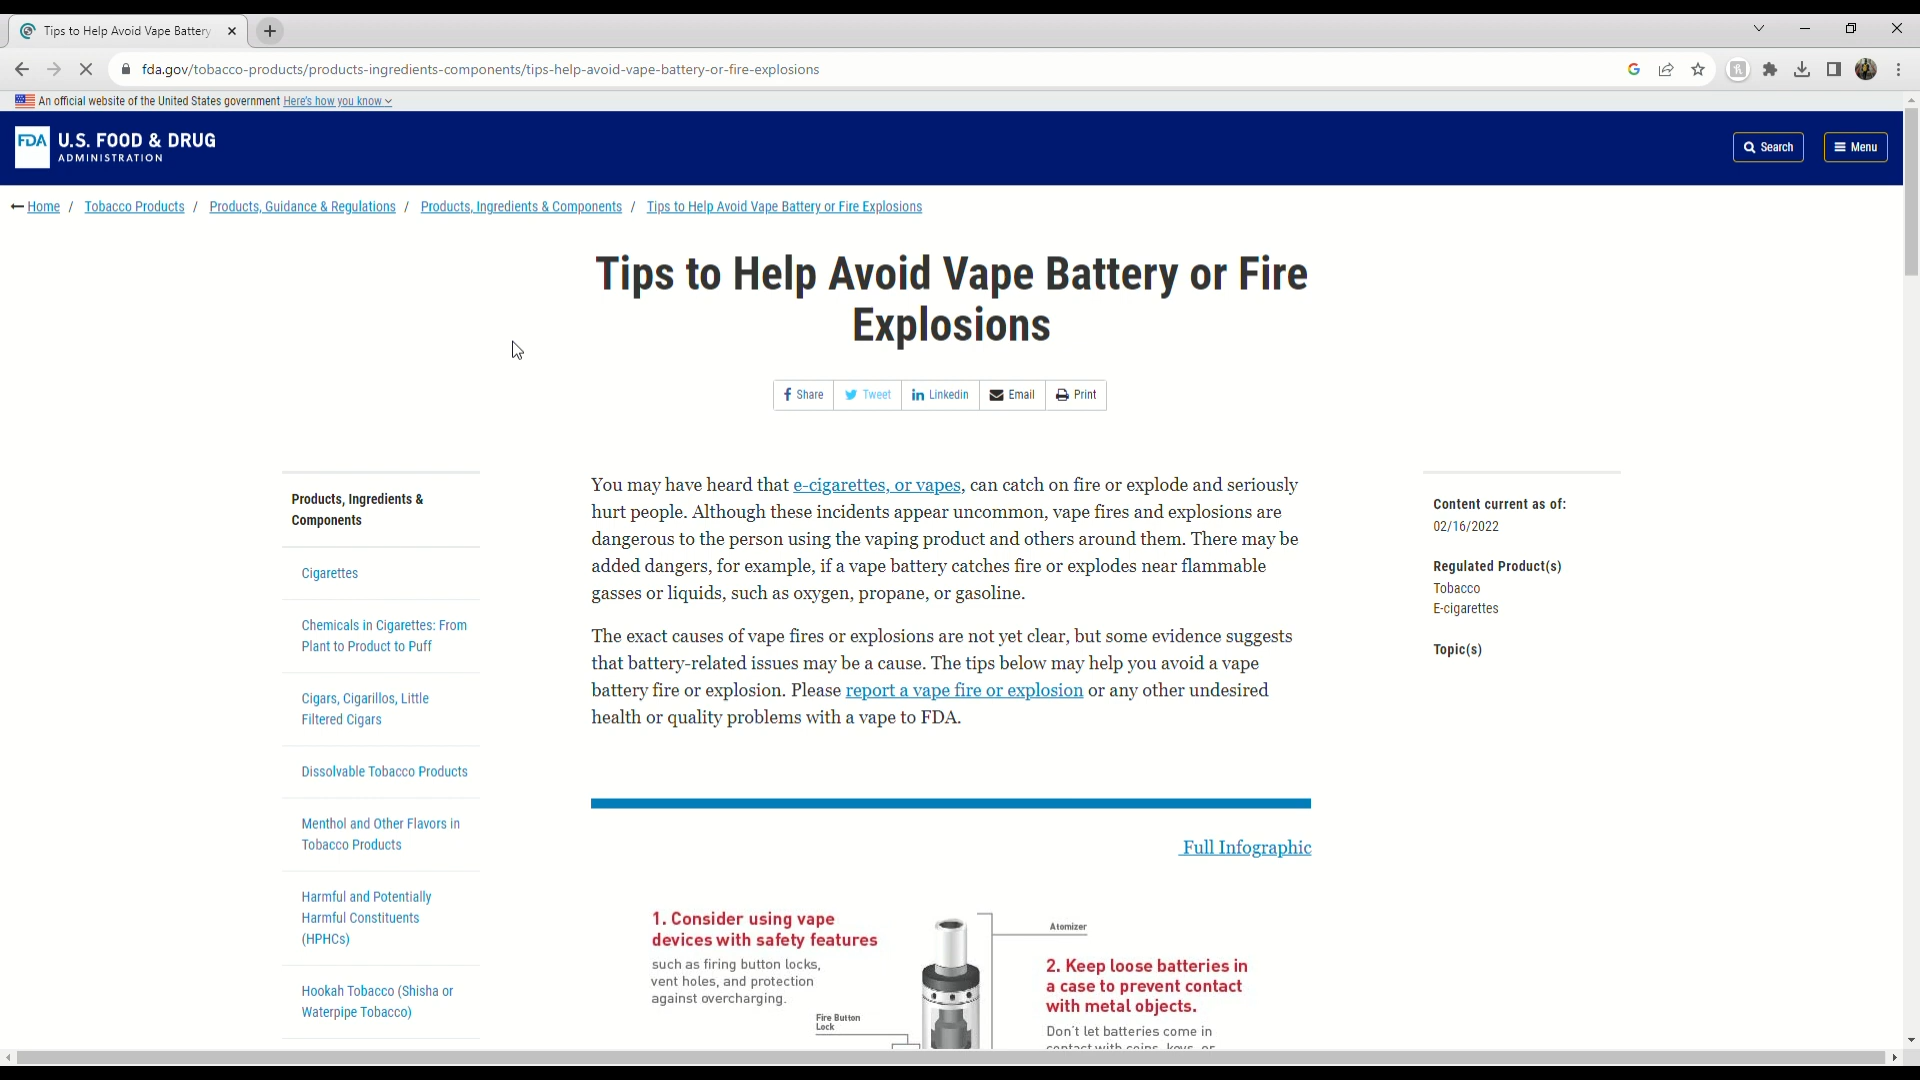 Tips to Help Avoid Vape Battery
fda.gov/tobacco-products/products-ingredients-components/tips-help-avoid-vape-battery-or-fire-explosions
An official website of the United States government Here's how you know
FDA U.S. FOOD & DRUG
ADMINISTRATION
Search
Menu
Home / Tobacco Products / Products, Guidance & Regulations / Products, Ingredients & Components / Tips to Help Avoid Vape Battery or Fire Explosions
Tips to Help Avoid Vape Battery or Fire
Explosions
Share Tweet Linkedin Email Print
Products, Ingredients &
Components
Cigarettes
Chemicals in Cigarettes: From
Plant to Product to Puff
Cigars, Cigarillos, Little
Filtered Cigars
Dissolvable Tobacco Products
Menthol and Other Flavors in
Tobacco Products
Harmful and Potentially
Harmful Constituents
(HPHCs)
Hookah Tobacco (Shisha or
Waterpipe Tobacco)
You may have heard that e-cigarettes, or vapes, can catch on fire or explode and seriously
hurt people. Although these incidents appear uncommon, vape fires and explosions are
dangerous to the person using the vaping product and others around them. There may be
added dangers, for example, if a vape battery catches fire or explodes near flammable
gasses or liquids, such as oxygen, propane, or gasoline.
The exact causes of vape fires or explosions are not yet clear, but some evidence suggests
that battery-related issues may be a cause. The tips below may help you avoid a vape
battery fire or explosion. Please report a vape fire or explosion or any other undesired
health or quality problems with a vape to FDA.
Full Infographic
1. Consider using vape
devices with safety features
such as firing button locks,
vent holes, and protection
against overcharging.
Fire Button
Lock
Atomizer
2. Keep loose batteries in
a case to prevent contact
with metal objects.
Don't let batteries come in
contact with coins, keys, or
Content current as of:
02/16/2022
Regulated Product(s)
Tobacco
E-cigarettes
Topic(s)